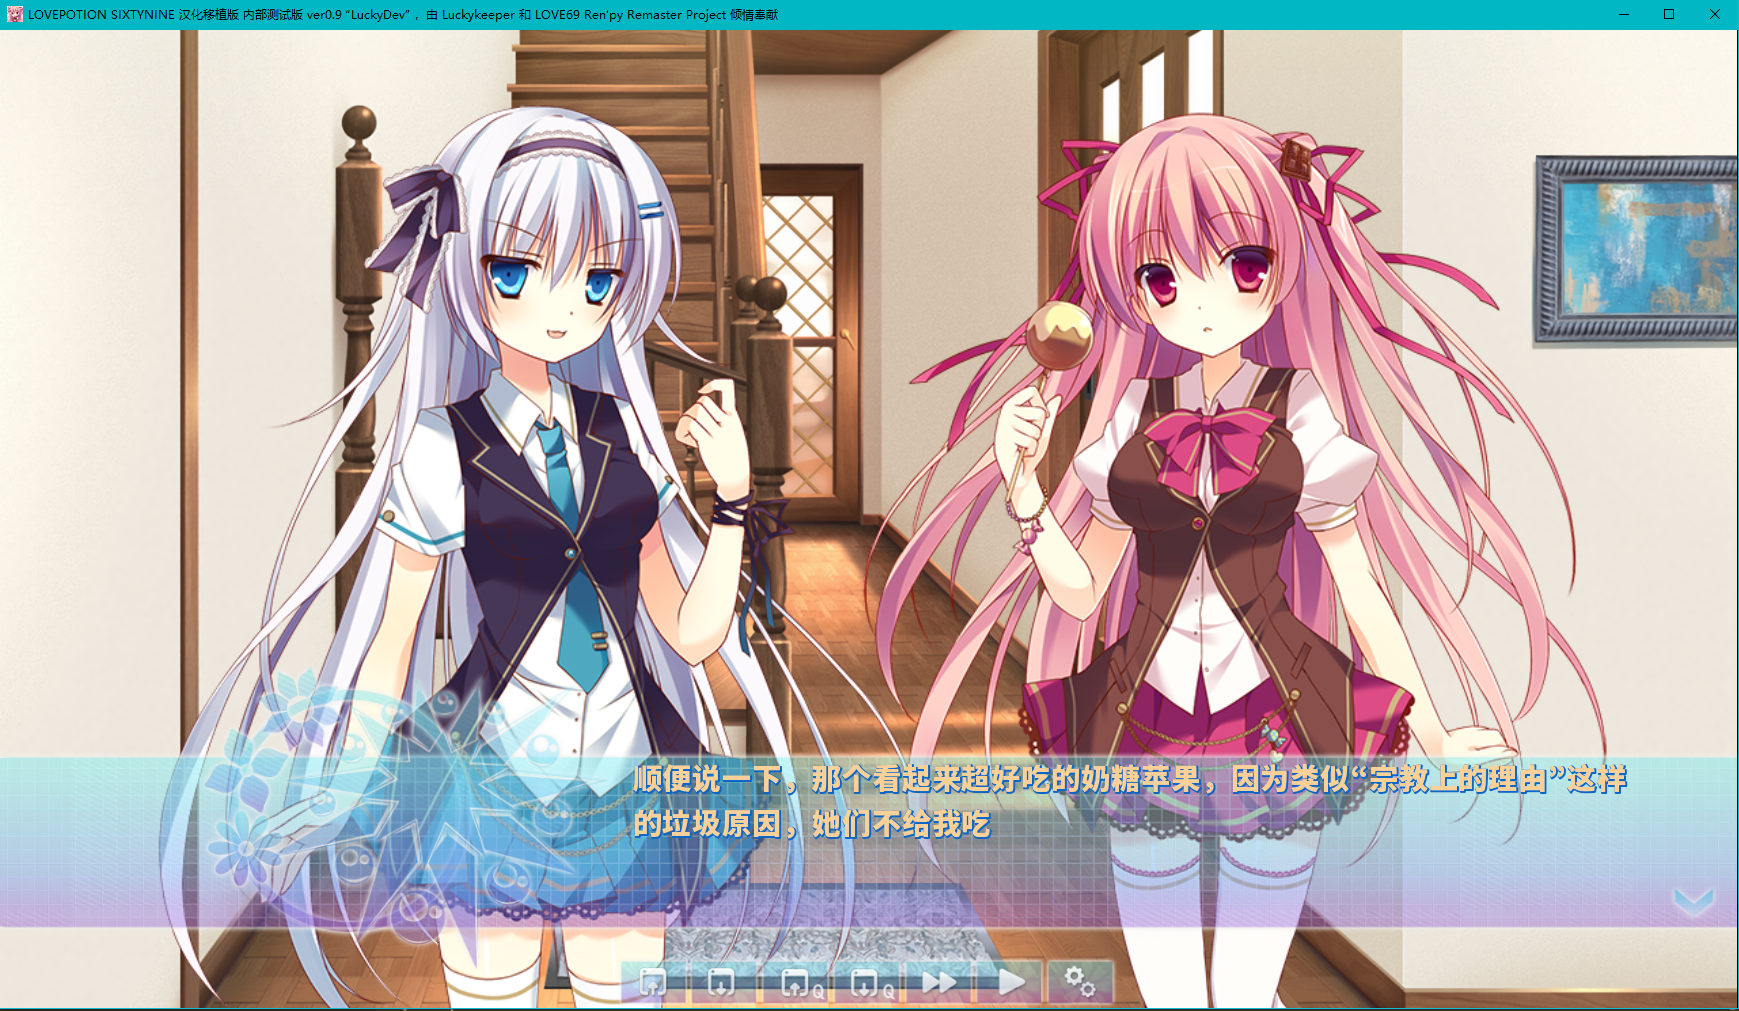 LOVEPOTION SIXTYNINE 汉化移植版 内部测试版 ver0.9 “LuckyDev” ，由 Luckykeeper 和 LOVE69 Ren'py Remaster Project 倾情奉献
顺便说一下，那个看起来超好吃的奶糖苹果，因为类似“宗教上的理由”这样
的垃圾原因，她们不给我吃
Q
Q